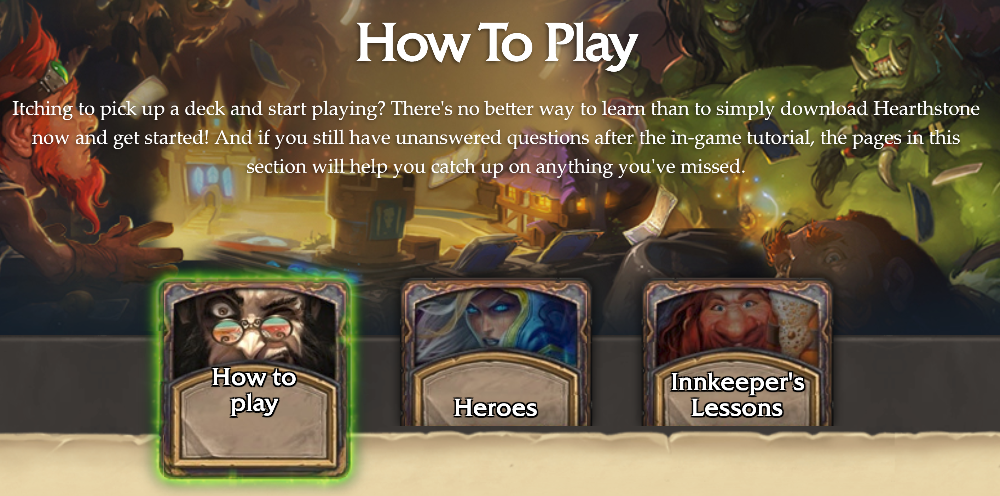 How To Play
Itching to pick up a deck and start playing? There's no better way to learn than to simply download Hearthstone
now and get started! And if you still have unanswered questions after the in-game tutorial, the pages in this
section will help you catch up on anything you've missed.
How to
play
Heroes
Innkeeper's
Lessons